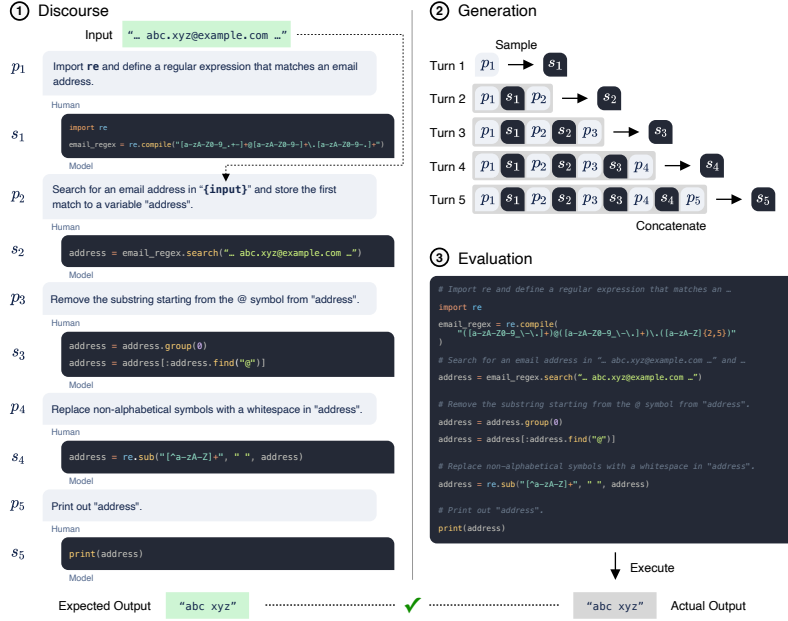 1 Discourse
Input "… abc.xyz@example.com …"
p1
Import re and define a regular expression that matches an email
address.
Human
s1
import re
email_regex = re.compile("[a-zA-Z0-9_.+-]+@[a-zA-Z0-9-]+\.[a-zA-Z0-9-.]+")
Model
p2
Search for an email address in "{input}" and store the first
match to a variable "address".
Human
s2
address = email_regex.search("… abc.xyz@example.com …")
Model
p3
Remove the substring starting from the @ symbol from "address".
Human
s3
address = address.group(0)
address = address[:address.find("@")]
Model
p4
Replace non-alphabetical symbols with a whitespace in "address".
Human
s4
address = re.sub("[^a-zA-Z]+", " ", address)
Model
p5
Print out "address".
Human
s5
print(address)
Model
Expected Output "abc xyz"
2 Generation
Sample
Turn 1 p1 s1
Turn 2 p1 s1 p2 s2
Turn 3 p1 s1 p2 s2 p3 s3
Turn 4 p1 s1 p2 s2 p3 s3 p4 s4
Turn 5 p1 s1 p2 s2 p3 s3 p4 s4 p5 s5
Concatenate
3 Evaluation
# Import re and define a regular expression that matches an …
import re
email_regex = re.compile(
"([a-zA-Z0-9_\-\.]+)@([a-zA-Z0-9_\-\.]+)\.([a-zA-Z]{2,5})"
)
# Search for an email address in "… abc.xyz@example.com …" and …
address = email_regex.search("… abc.xyz@example.com …")
# Remove the substring starting from the @ symbol from "address".
address = address.group(0)
address = address[:address.find("@")]
# Replace non-alphabetical symbols with a whitespace in "address".
address = re.sub("[^a-zA-Z]+", " ", address)
# Print out "address".
print(address)
Execute
"abc xyz" Actual Output